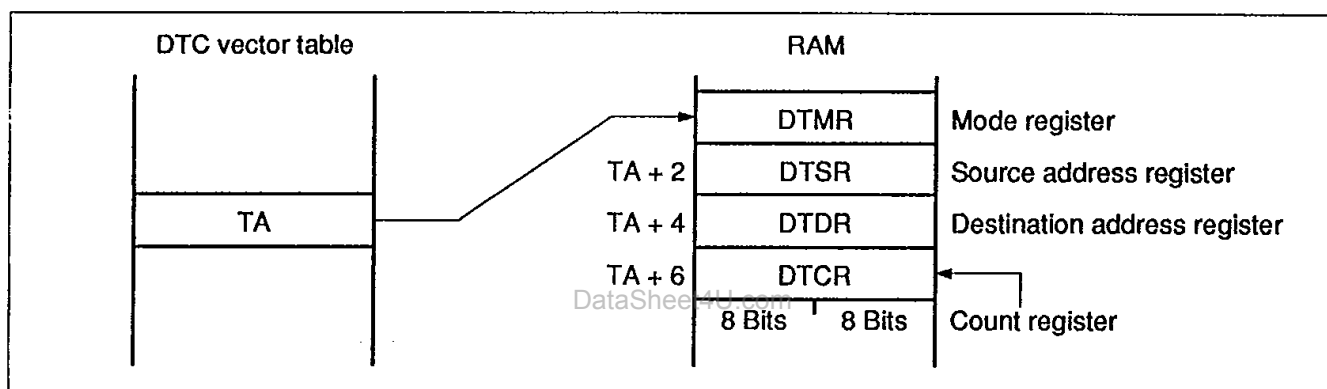 DTC vector table
RAM
DTMR Mode register
TA + 2 DTSR Source address register
TA TA + 4 DTDR Destination address register
TA + 6 DTCR
DataSheet4U.com
8 Bits 8 Bits Count register